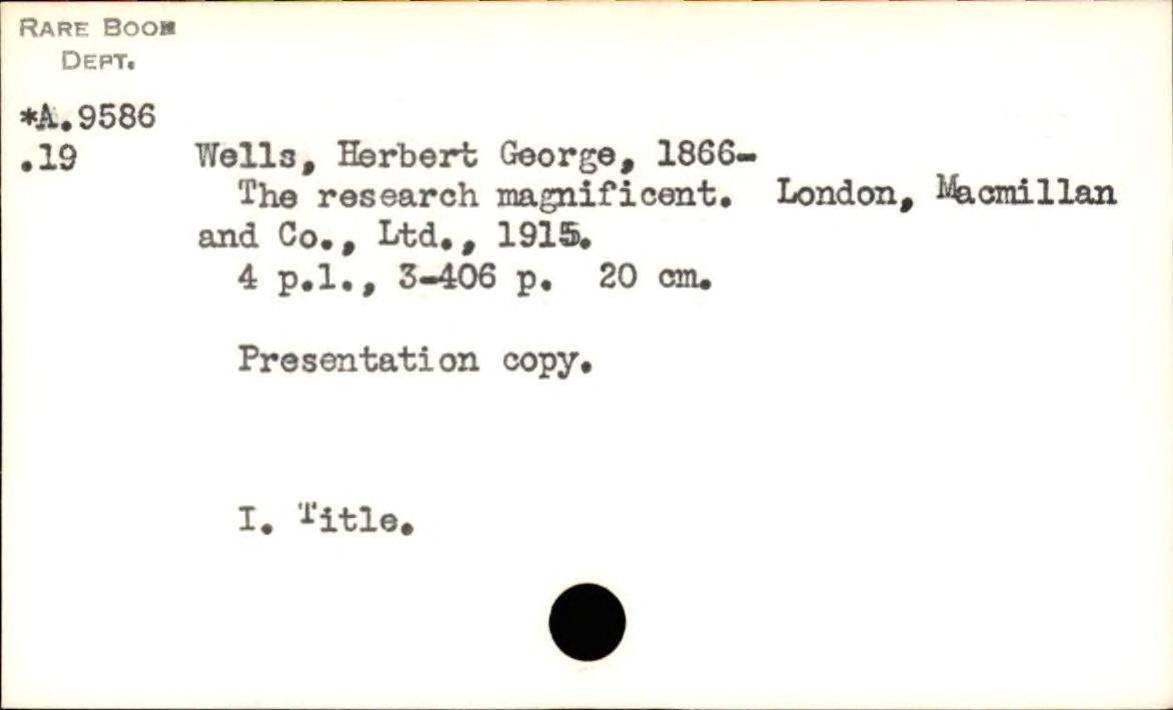 RARE BOOK
DEPT.
*A.9586
.19 Wells, Herbert George, 1866-
The research magnificent. London, Macmillan
and Co., Ltd., 1915.
4 p.l., 3-406 p. 20 cm.
Presentation copy.
I. Title.